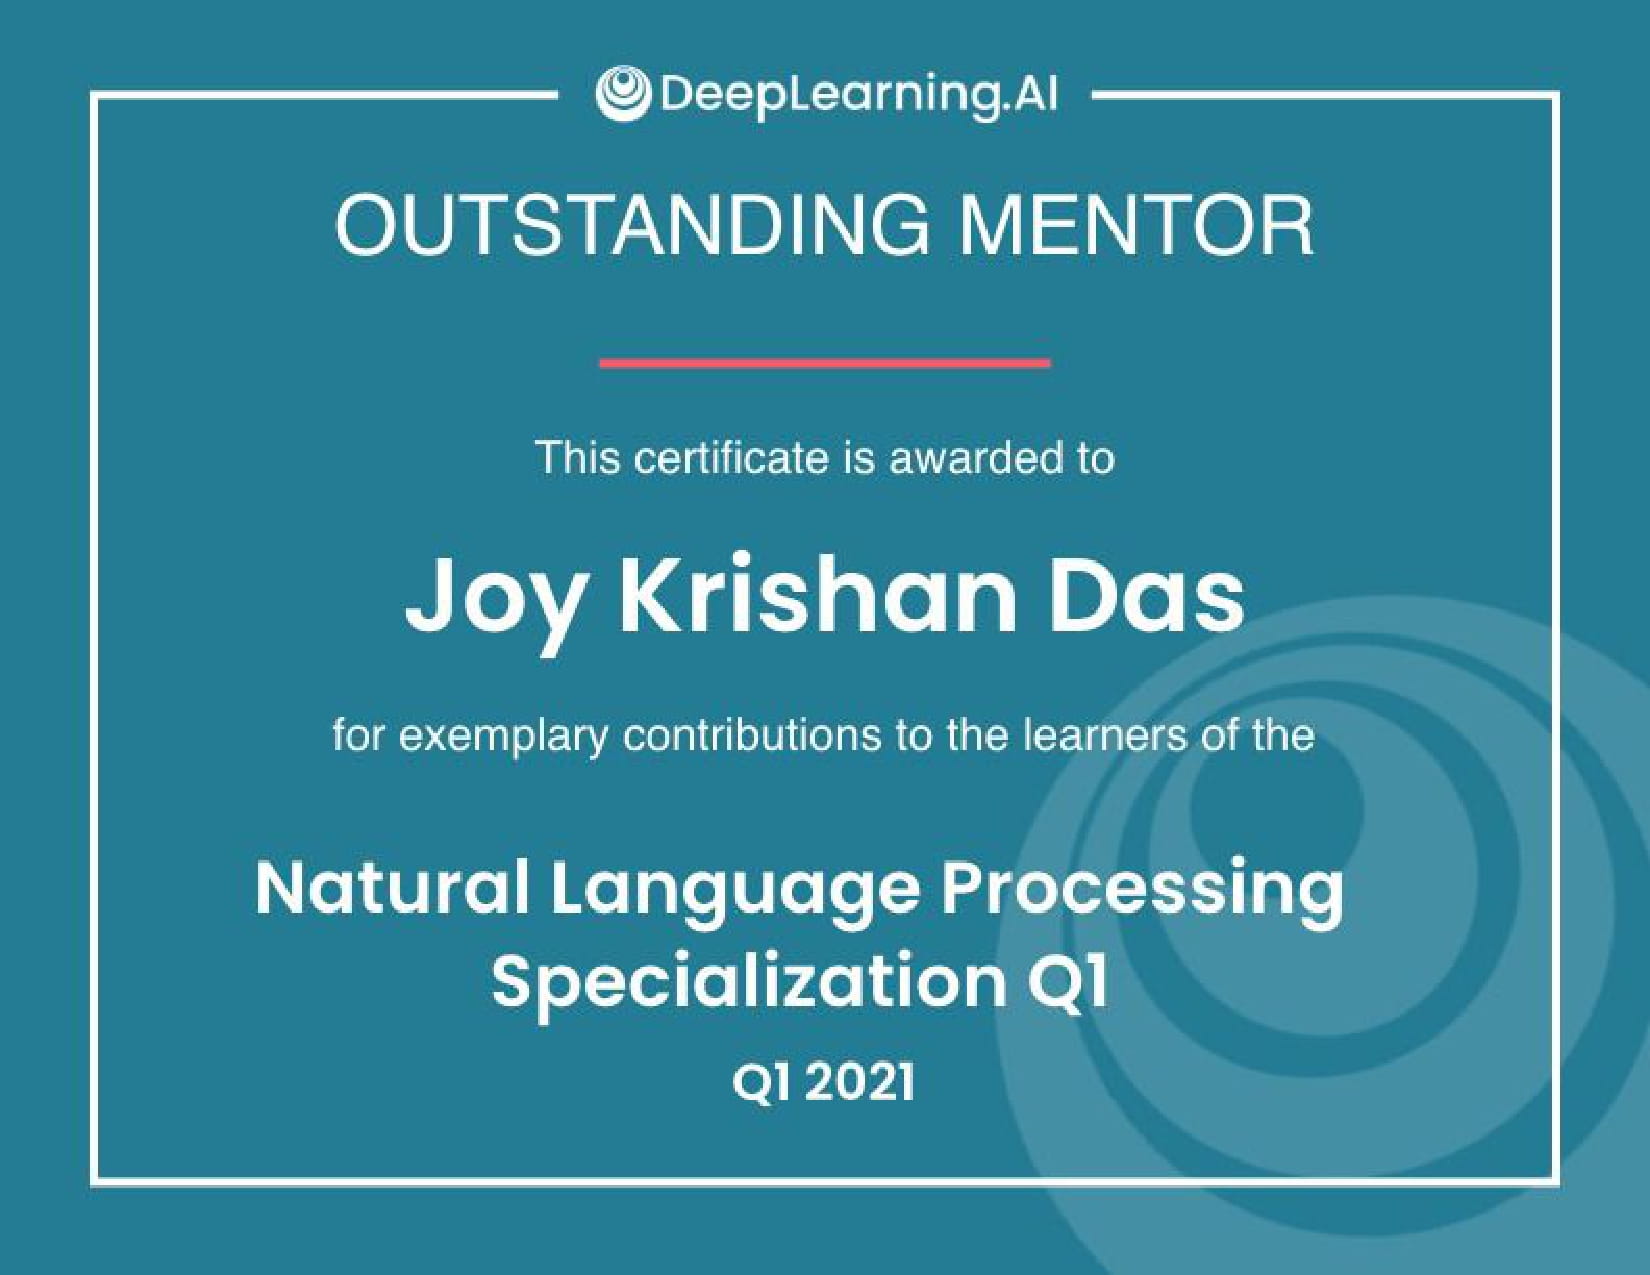 DeepLearning.AI
OUTSTANDING MENTOR
This certificate is awarded to
Joy Krishan Das
for exemplary contributions to the learners of the
Natural Language Processing
Specialization Q1
Q1 2021